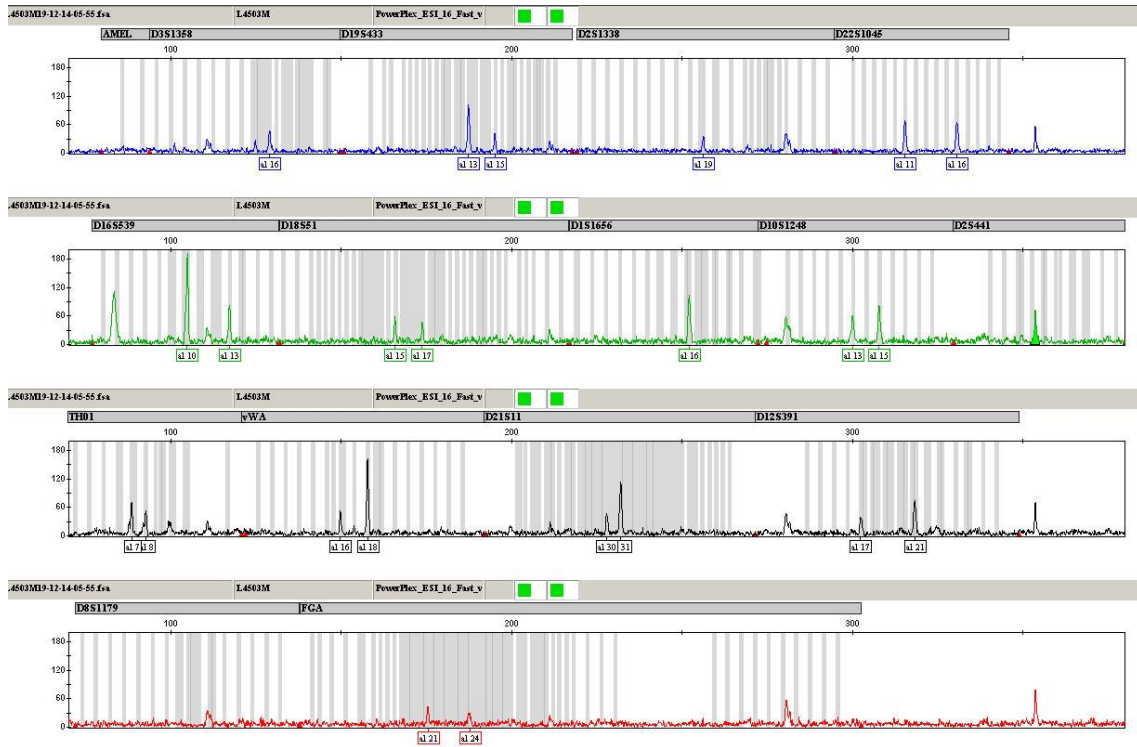 L4503M19-12-14-05-55.fsa L4503M PowerPlex_ESI_16_Fast_v
AMEL D3S1358 D19S433 D2S1338 D22S1045
100 200 300
180
120
60
0
al 16 al 13 al 15 al 19 al 11 al 16
L4503M19-12-14-05-55.fsa L4503M PowerPlex_ESI_16_Fast_v
D16S539 D18S51 D1S1656 D10S1248 D2S441
100 200 300
180
120
60
0
al 10 al 13 al 15 al 17 al 16 al 13 al 15
L4503M19-12-14-05-55.fsa L4503M PowerPlex_ESI_16_Fast_v
TH01 vWA D21S11 D12S391
100 200 300
180
120
60
0
al 7 al 8 al 16 al 18 al 30 31 al 17 al 21
L4503M19-12-14-05-55.fsa L4503M PowerPlex_ESI_16_Fast_v
D8S1179 FGA
100 200 300
180
120
60
0
al 21 al 24